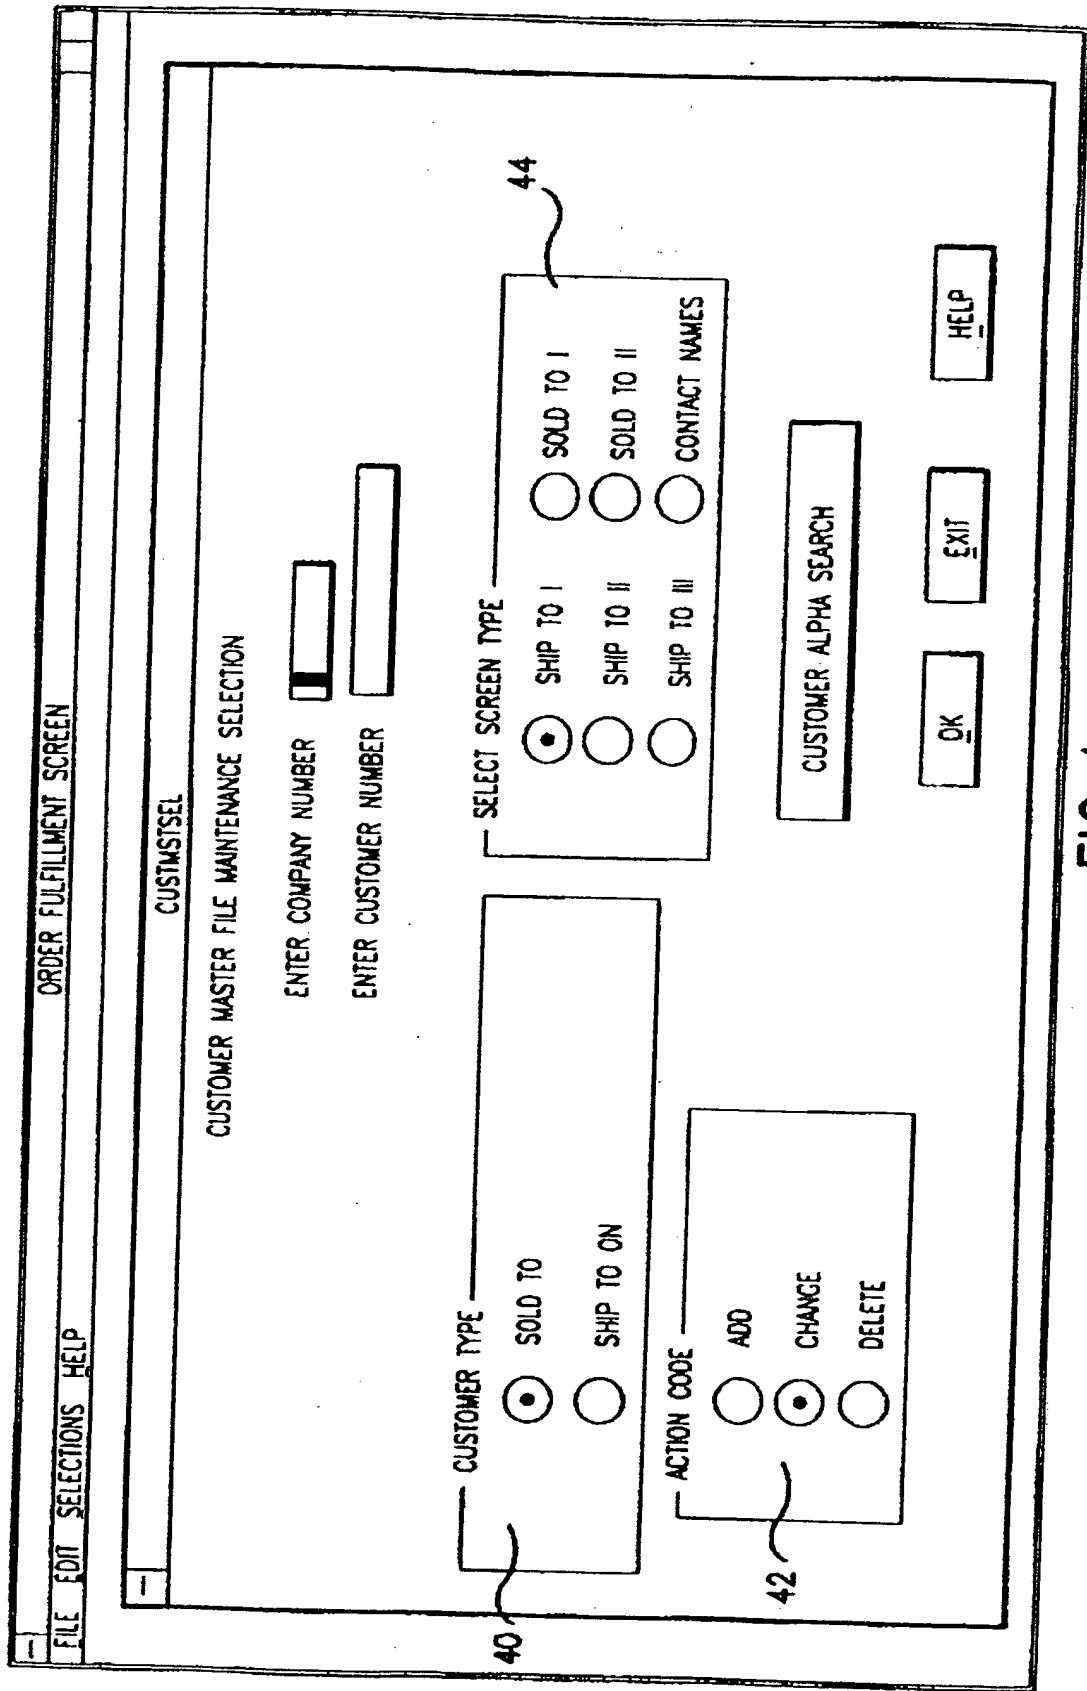 ORDER FULFILLMENT SCREEN
FILE EDIT SELECTIONS HELP
CUSTMSTSEL
CUSTOMER MASTER FILE MAINTENANCE SELECTION
ENTER COMPANY NUMBER
ENTER CUSTOMER NUMBER
CUSTOMER TYPE
SOLD TO
SHIP TO ON
40
ACTION CODE
ADD
CHANGE
DELETE
42
SELECT SCREEN TYPE
SHIP TO I
SOLD TO I
SHIP TO II
SOLD TO II
SHIP TO III
CONTACT NAMES
44
CUSTOMER ALPHA SEARCH
OK
EXIT
HELP